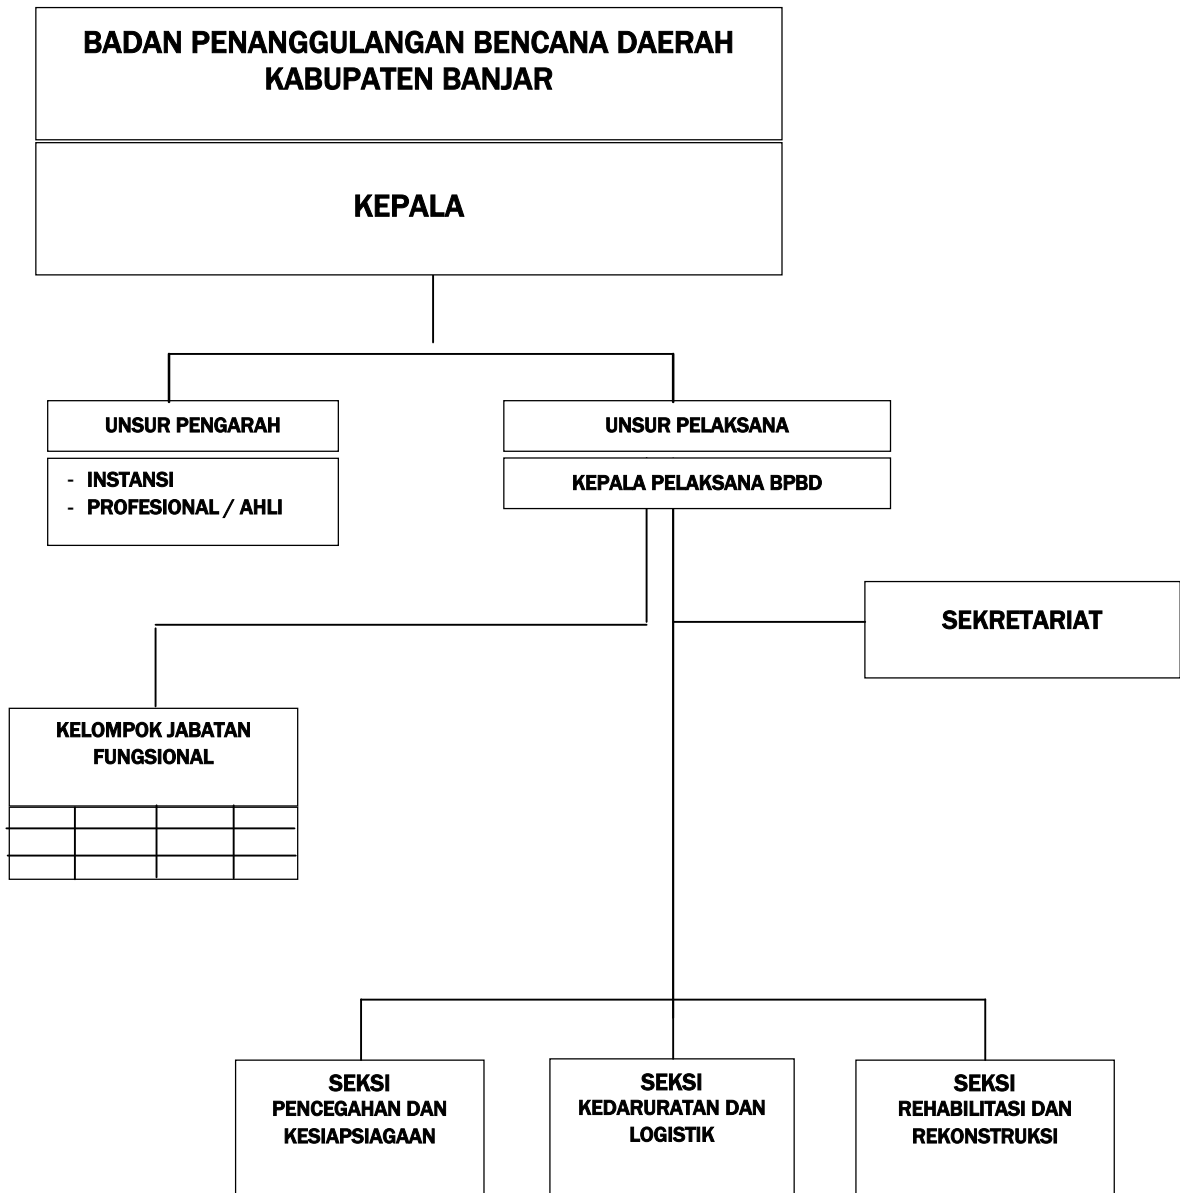 BADAN PENANGGULANGAN BENCANA DAERAH
KABUPATEN BANJAR
KEPALA
UNSUR PENGARAH
- INSTANSI
- PROFESIONAL / AHLI
UNSUR PELAKSANA
KEPALA PELAKSANA BPBD
SEKRETARIAT
KELOMPOK JABATAN
FUNGSIONAL
SEKSI
PENCEGAHAN DAN
KESIAPSIAGAAN
SEKSI
KEDARURATAN DAN
LOGISTIK
SEKSI
REHABILITASI DAN
REKONSTRUKSI